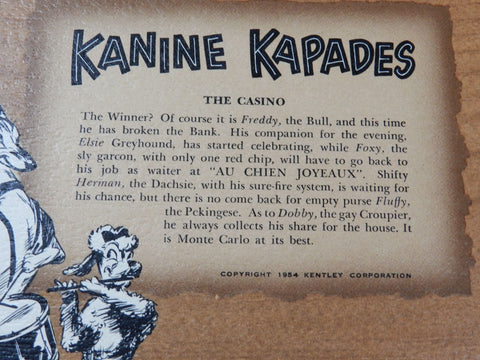 KANINE KAPADES
THE CASINO
The Winner? Of course it is Freddy, the Bull, and this time
he has broken the Bank. His companion for the evening,
Elsie Greyhound, has started celebrating, while Foxy, the
sly garcon, with only one red chip, will have to go back to
his job as waiter at "AU CHIEN JOYEAUX". Shifty
Herman, the Dachsie, with his sure-fire system, is waiting for
his chance, but there is no come back for empty purse Fluffy,
the Pekingese. As to Dobby, the gay Croupier,
he always collects his share for the house. It
is Monte Carlo at its best.
COPYRIGHT 1954 KENTLEY CORPORATION